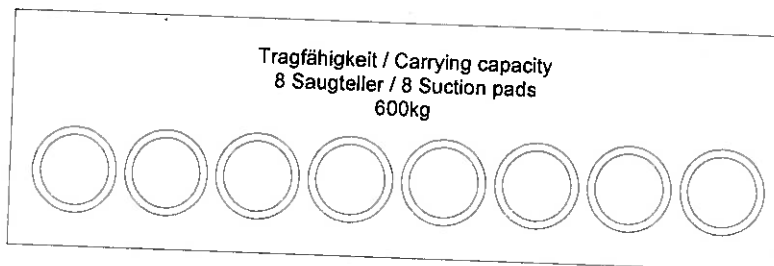 Tragfähigkeit / Carrying capacity
8 Saugteller / 8 Suction pads
600kg